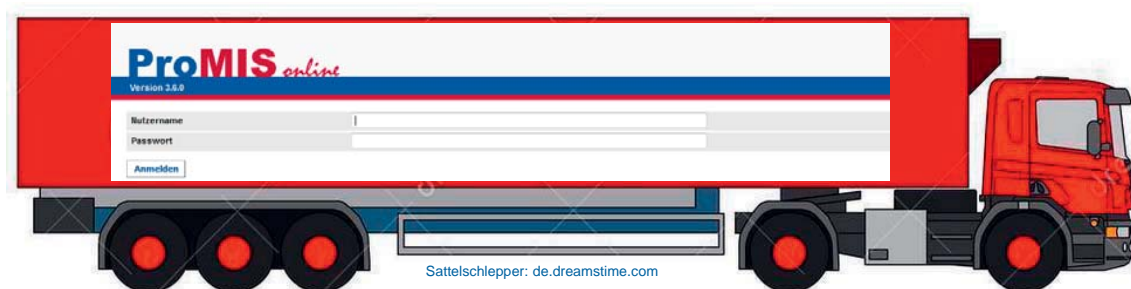 ProMIS online
Version 3.6.0
Nutzername
Passwort
Anmelden
Sattelschlepper: de.dreamstime.com